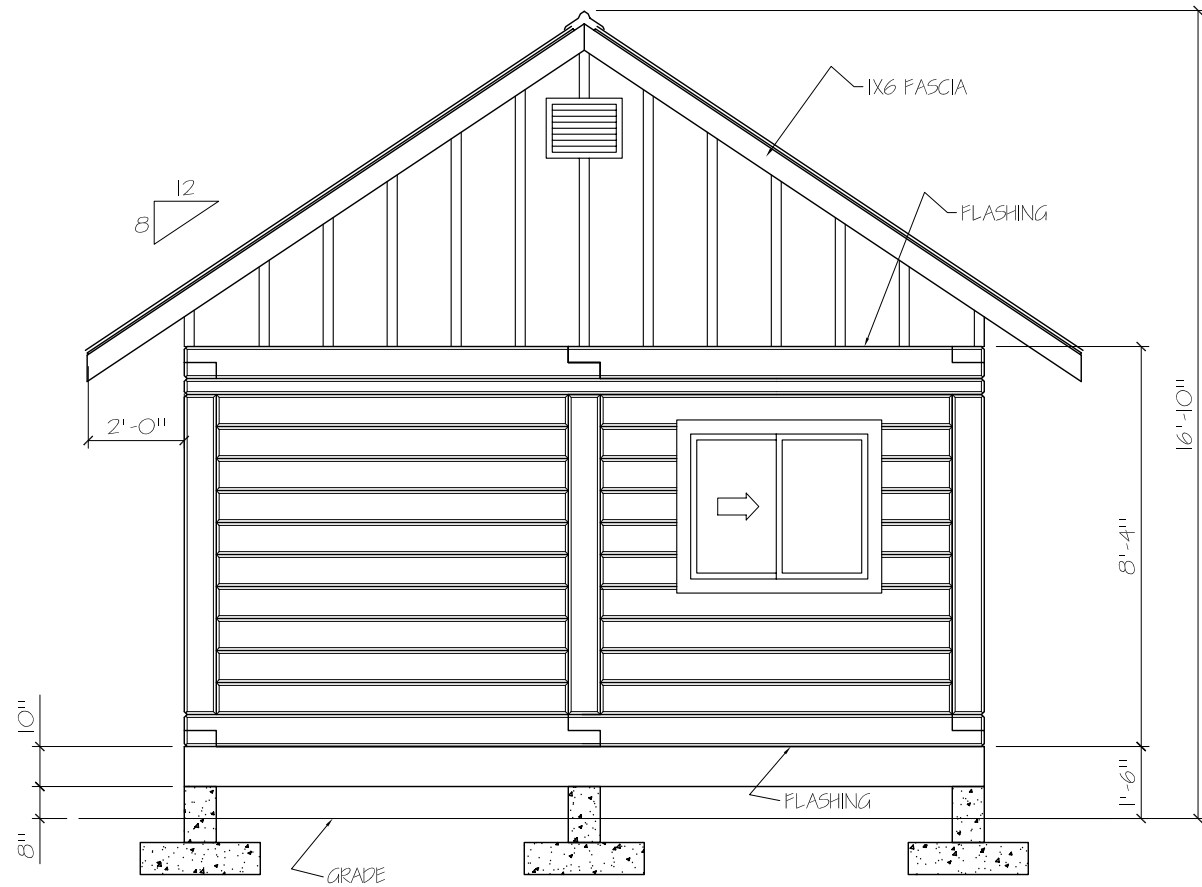 1X6 FASCIA
12
8
FLASHING
2'-0"
16'-10"
8'-4"
10"
1'-6"
FLASHING
8"
GRADE